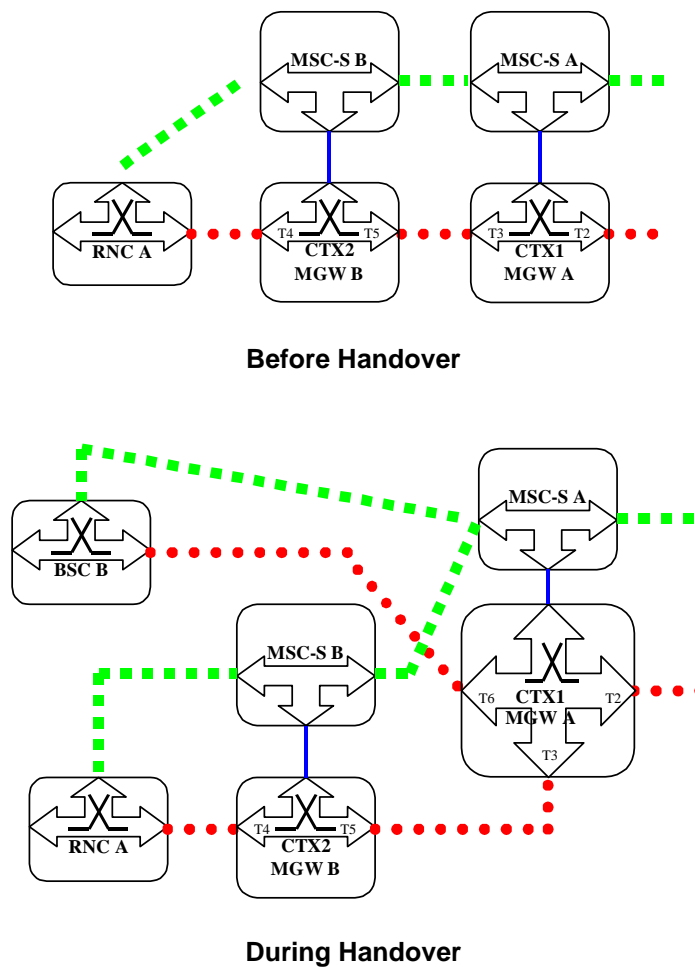 MSC-S B
MSC-S A
RNC A
T4
T5
CTX2
MGW B
T3
T2
CTX1
MGW A
Before Handover
MSC-S A
BSC B
MSC-S B
T6
CTX1
T2
MGW A
T3
RNC A
T4
T5
CTX2
MGW B
During Handover